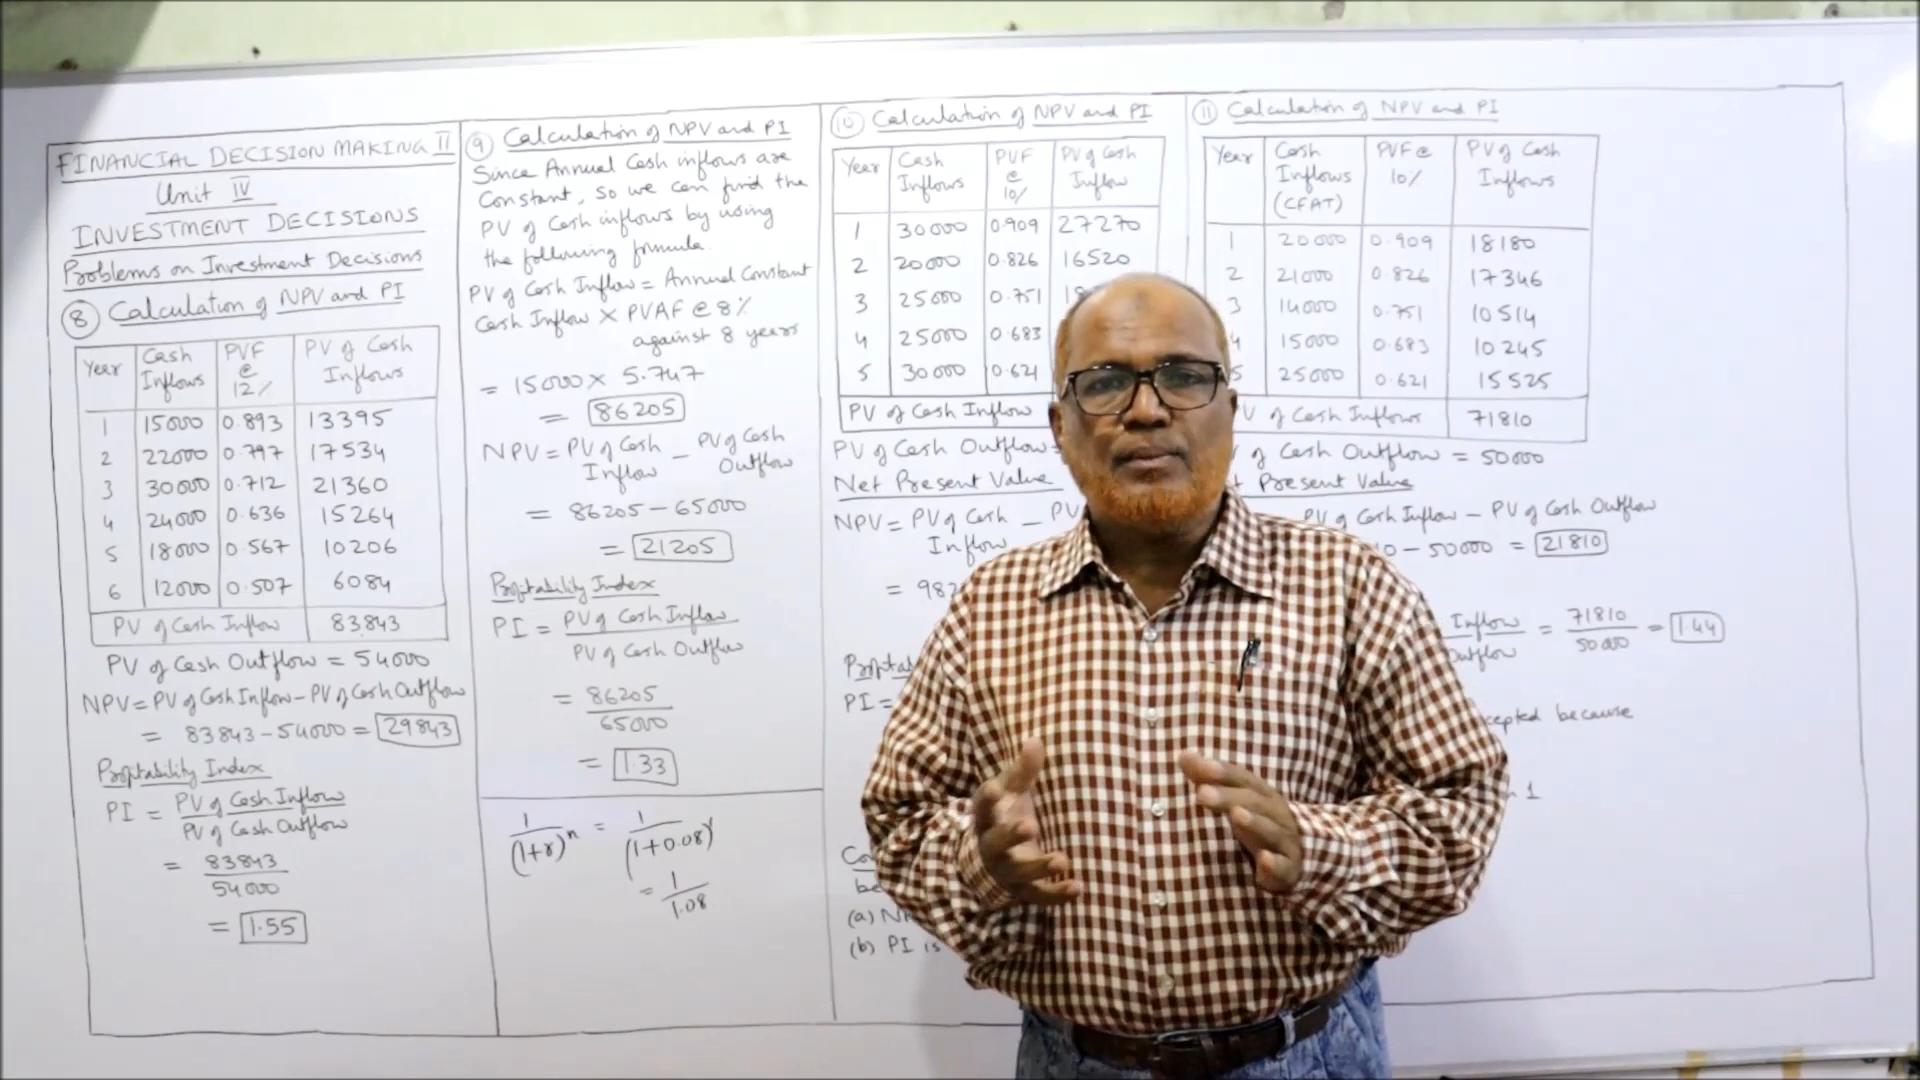 FINANCIAL DECISION MAKING II
Unit IV
INVESTMENT DECISIONS
Problems on Investment Decisions
8 Calculation of NPV and PI
Year Cash Inflows PVF @ 12% PV of Cash Inflows
1 15000 0.893 13395
2 22000 0.797 17534
3 30000 0.712 21360
4 24000 0.636 15264
5 18000 0.567 10206
6 12000 0.507 6084
PV of Cash Inflow 83843
PV of Cash Outflow = 54000
NPV = PV of Cash Inflow - PV of Cash Outflow
= 83843 - 54000 = 29843
Profitability Index
PI = PV of Cash Inflow / PV of Cash Outflow
= 83843 / 54000
= 1.55
9 Calculation of NPV and PI
Since Annual Cash inflows are
Constant, so we can find the
PV of Cash inflows by using
the following formula.
PV of Cash Inflow = Annual Constant
Cash Inflow × PVAF @ 8%
against 8 years
= 15000 × 5.747
= 86205
NPV = PV of Cash Inflow - PV of Cash Outflow
= 86205 - 65000
= 21205
Profitability Index
PI = PV of Cash Inflow / PV of Cash Outflow
= 86205 / 65000
= 1.33
1 / (1+r)^n = 1 / (1+0.08)^1
= 1 / 1.08
10 Calculation of NPV and PI
Year Cash Inflows PVF @ 10% PV of Cash Inflow
1 30000 0.909 27270
2 20000 0.826 16520
3 25000 0.751
4 25000 0.683
5 30000 0.621
PV of Cash Inflow
PV of Cash Outflow =
Net Present Value
NPV = PV of Cash Inflow -
=
PI =
(a)
(b) PI is
11 Calculation of NPV and PI
Year Cash Inflows (CFAT) PVF @ 10% PV of Cash Inflows
1 20000 0.909 18180
2 21000 0.826 17346
3 14000 0.751 10514
4 15000 0.683 10245
5 25000 0.621 15525
PV of Cash Inflows 71810
of Cash Outflow = 50000
Present Value
PV of Cash Inflow - PV of Cash Outflow
- 50000 = 21810
Inflow / Outflow = 71810 / 50000 = 1.44
because
1